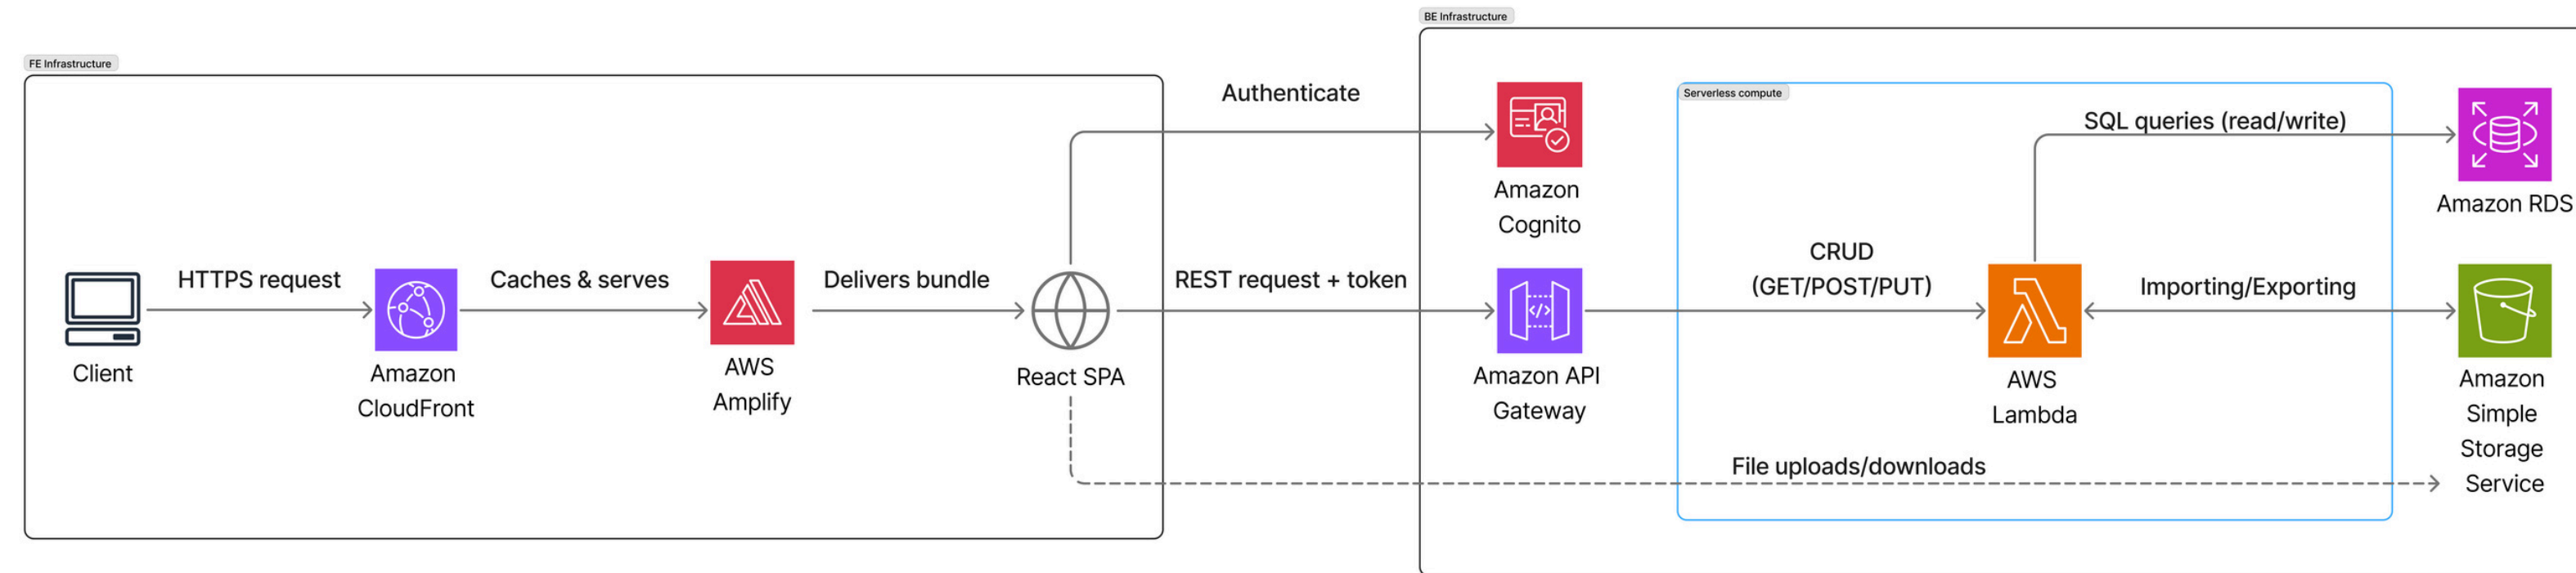 BE Infrastructure
FE Infrastructure
Authenticate
Serverless compute
SQL queries (read/write)
Amazon
Cognito
Amazon RDS
HTTPS request
Caches & serves
Delivers bundle
REST request + token
CRUD
(GET/POST/PUT)
Importing/Exporting
Client
Amazon
CloudFront
AWS
Amplify
React SPA
Amazon API
Gateway
AWS
Lambda
Amazon
Simple
Storage
Service
File uploads/downloads